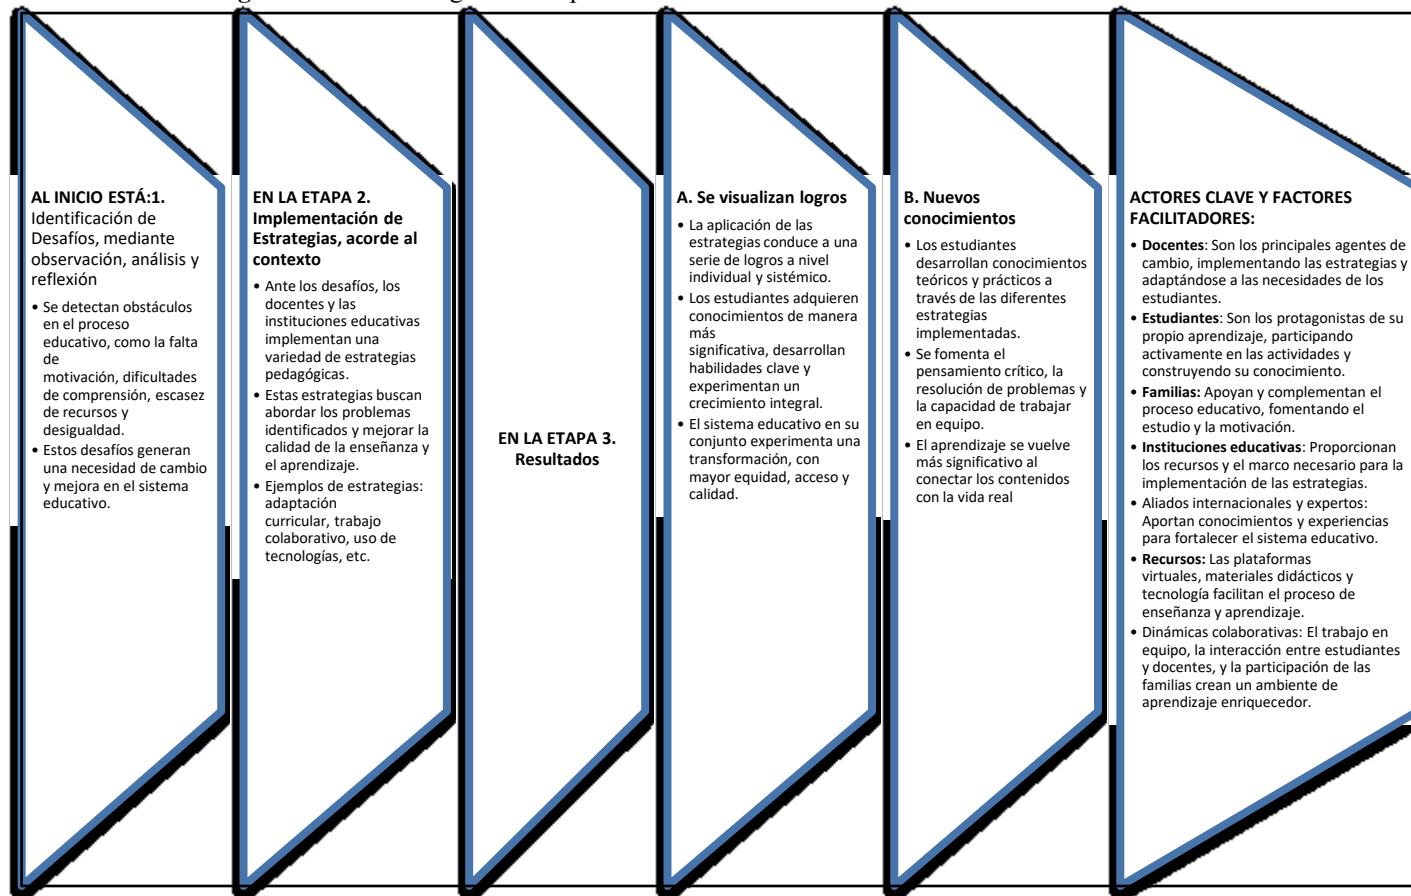 AL INICIO ESTÁ:1.
Identificación de
Desafíos, mediante
observación, análisis y
reflexión
• Se detectan obstáculos
en el proceso
educativo, como la falta
de
motivación, dificultades
de comprensión, escasez
de recursos y
desigualdad.
• Estos desafíos generan
una necesidad de cambio
y mejora en el sistema
educativo.
EN LA ETAPA 2.
Implementación de
Estrategias, acorde al
contexto
• Ante los desafíos, los
docentes y las
instituciones educativas
implementan una
variedad de estrategias
pedagógicas.
• Estas estrategias buscan
abordar los problemas
identificados y mejorar la
calidad de la enseñanza y
el aprendizaje.
• Ejemplos de estrategias:
adaptación
curricular, trabajo
colaborativo, uso de
tecnologías, etc.
EN LA ETAPA 3.
Resultados
A. Se visualizan logros
• La aplicación de las
estrategias conduce a una
serie de logros a nivel
individual y sistémico.
• Los estudiantes adquieren
conocimientos de manera
más
significativa, desarrollan
habilidades clave y
experimentan un
crecimiento integral.
• El sistema educativo en su
conjunto experimenta una
transformación, con
mayor equidad, acceso y
calidad.
B. Nuevos
conocimientos
• Los estudiantes
desarrollan conocimientos
teóricos y prácticos a
través de las diferentes
estrategias
implementadas.
• Se fomenta el
pensamiento crítico, la
resolución de problemas y
la capacidad de trabajar
en equipo.
• El aprendizaje se vuelve
más significativo al
conectar los contenidos
con la vida real
ACTORES CLAVE Y FACTORES
FACILITADORES:
• Docentes: Son los principales agentes de
cambio, implementando las estrategias y
adaptándose a las necesidades de los
estudiantes.
• Estudiantes: Son los protagonistas de su
propio aprendizaje, participando
activamente en las actividades y
construyendo su conocimiento.
• Familias: Apoyan y complementan el
proceso educativo, fomentando el
estudio y la motivación.
• Instituciones educativas: Proporcionan
los recursos y el marco necesario para la
implementación de las estrategias.
• Aliados internacionales y expertos:
Aportan conocimientos y experiencias
para fortalecer el sistema educativo.
• Recursos: Las plataformas
virtuales, materiales didácticos y
tecnología facilitan el proceso de
enseñanza y aprendizaje.
• Dinámicas colaborativas: El trabajo en
equipo, la interacción entre estudiantes
y docentes, y la participación de las
familias crean un ambiente de
aprendizaje enriquecedor.